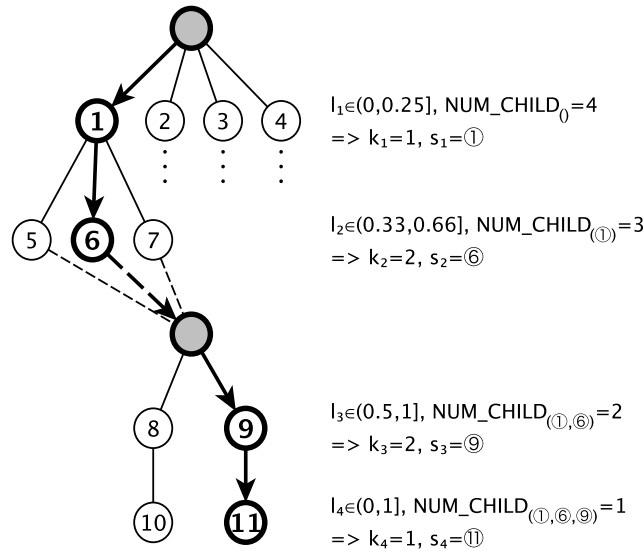 l₁∈(0,0.25], NUM_CHILD₍₎=4
1 2 3 4
=> k₁=1, s₁=①
l₂∈(0.33,0.66], NUM_CHILD₍①₎=3
5 6 7
=> k₂=2, s₂=⑥
l₃∈(0.5,1], NUM_CHILD₍①,⑥₎=2
8 9
=> k₃=2, s₃=⑨
l₄∈(0,1], NUM_CHILD₍①,⑥,⑨₎=1
10 11
=> k₄=1, s₄=⑪